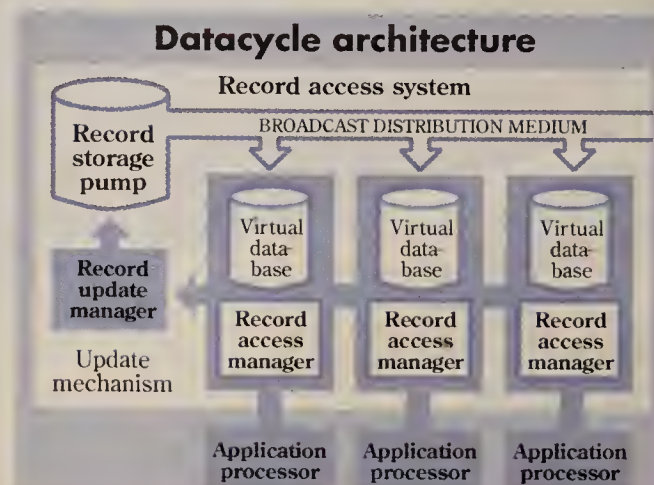 Datacycle architecture
Record access system
Record
storage
pump
BROADCAST DISTRIBUTION MEDIUM
Virtual
data-
base
Virtual
data-
base
Virtual
data-
base
Record
update
manager
Record
access
manager
Record
access
manager
Record
access
manager
Update
mechanism
Application
processor
Application
processor
Application
processor